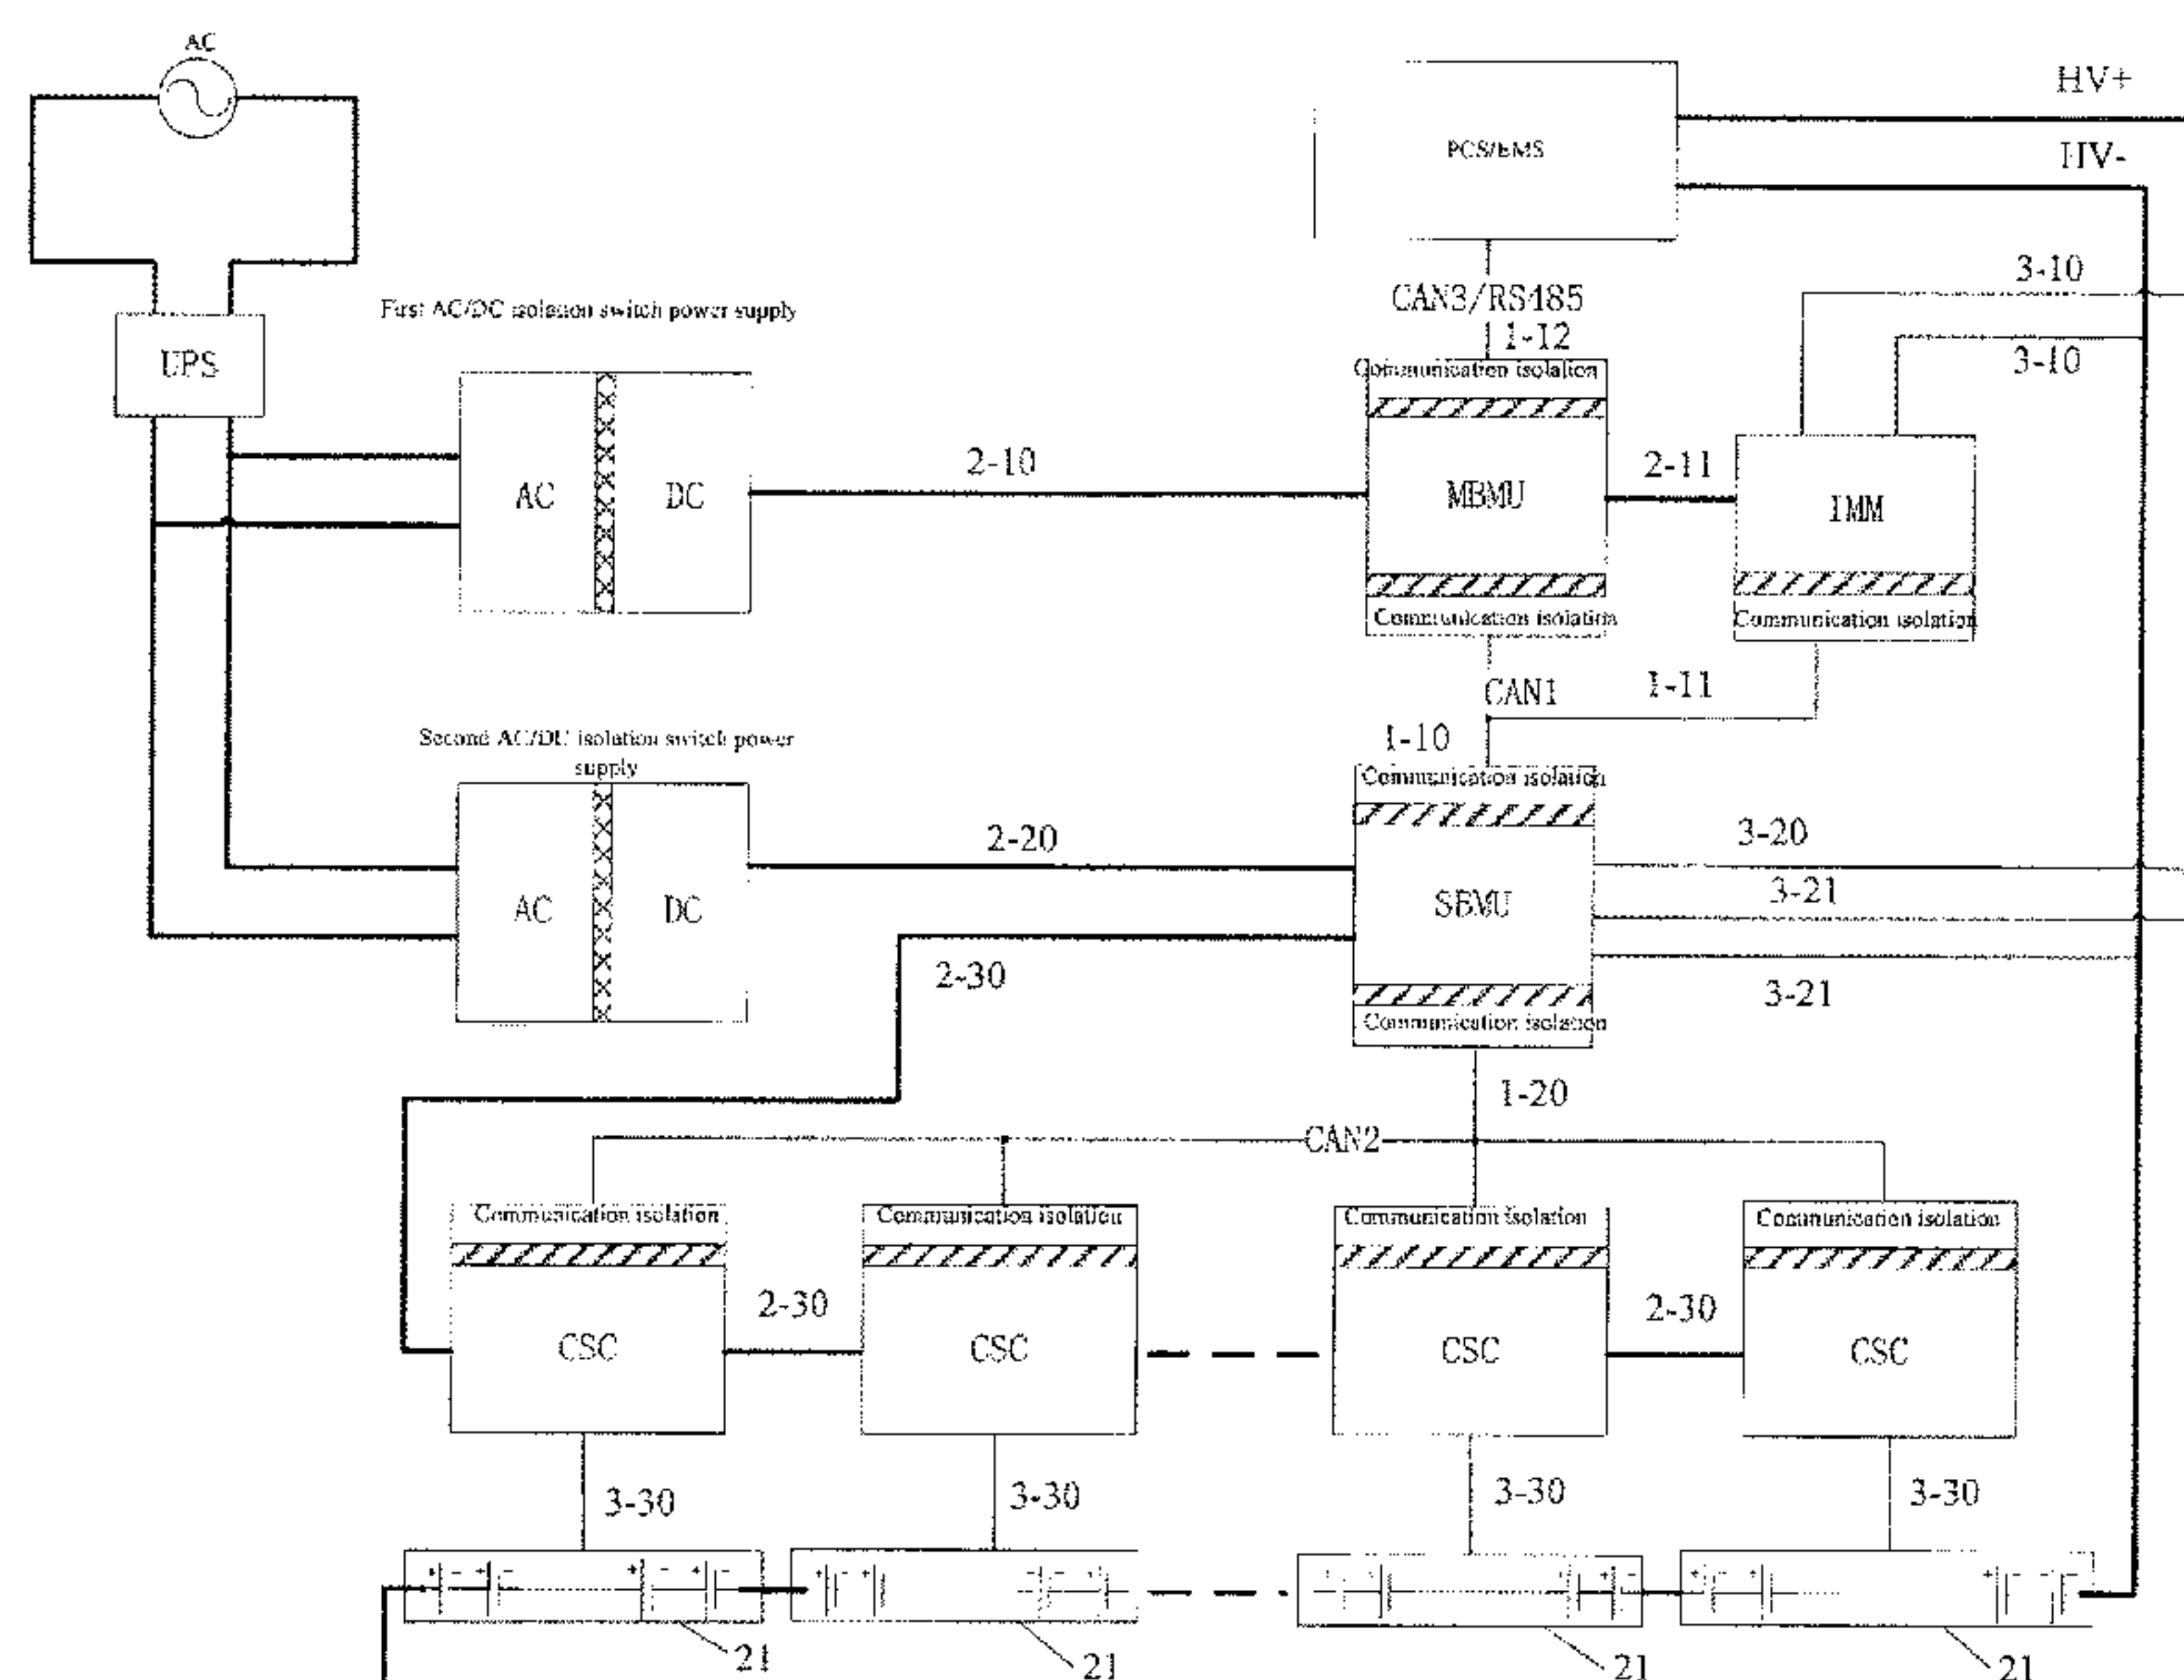 AC
HV+
PCS/EMS
HV-
3-10
CAN3/RS485
First AC/DC isolation switch power supply
1-12
UPS
3-10
Communication isolation
2-10
2-11
AC
DC
MBMU
IMM
Communication isolation
Communication isolation
CAN1
1-11
Second AC/DC isolation switch power
supply
1-10
Communication isolation
2-20
3-20
3-21
AC
DC
SBMU
2-30
3-21
Communication isolation
1-20
CAN2
Communication isolation
Communication isolation
Communication isolation
Communication isolation
2-30
2-30
CSC
CSC
CSC
CSC
3-30
3-30
3-30
3-30
21
21
21
21